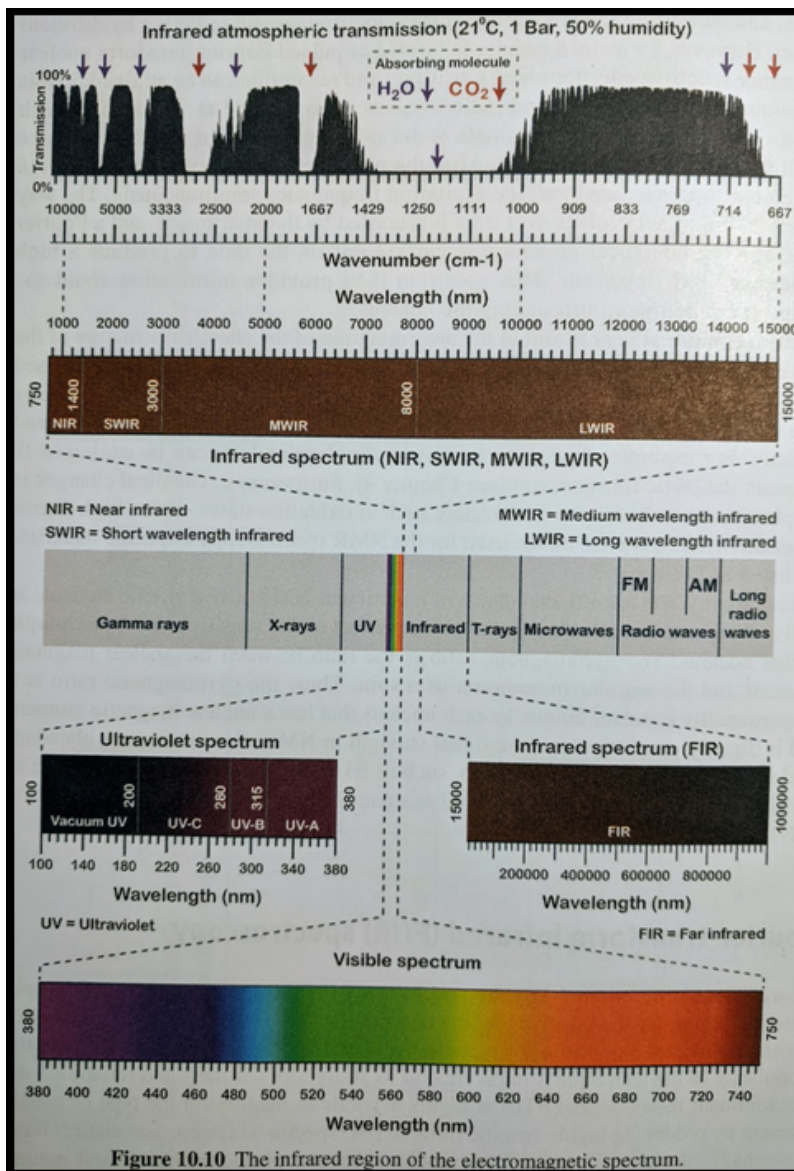 Infrared atmospheric transmission (21°C, 1 Bar, 50% humidity)
100%
Transmission
0%
Absorbing molecule
H2O CO2
10000 5000 3333 2500 2000 1667 1429 1250 1111 1000 909 833 769 714 667
Wavenumber (cm-1)
Wavelength (nm)
1000 2000 3000 4000 5000 6000 7000 8000 9000 10000 11000 12000 13000 14000 15000
750 1400 3000 8000 15000
NIR SWIR MWIR LWIR
Infrared spectrum (NIR, SWIR, MWIR, LWIR)
NIR = Near infrared
SWIR = Short wavelength infrared
MWIR = Medium wavelength infrared
LWIR = Long wavelength infrared
Gamma rays X-rays UV Infrared T-rays Microwaves
FM AM
Radio waves
Long
radio
waves
Ultraviolet spectrum
100 200 280 315 380
Vacuum UV UV-C UV-B UV-A
100 140 180 220 260 300 340 380
Wavelength (nm)
UV = Ultraviolet
Infrared spectrum (FIR)
15000 1000000
FIR
200000 400000 600000 800000
Wavelength (nm)
FIR = Far infrared
Visible spectrum
380 750
380 400 420 440 460 480 500 520 540 560 580 600 620 640 660 680 700 720 740
Wavelength (nm)
Figure 10.10 The infrared region of the electromagnetic spectrum.